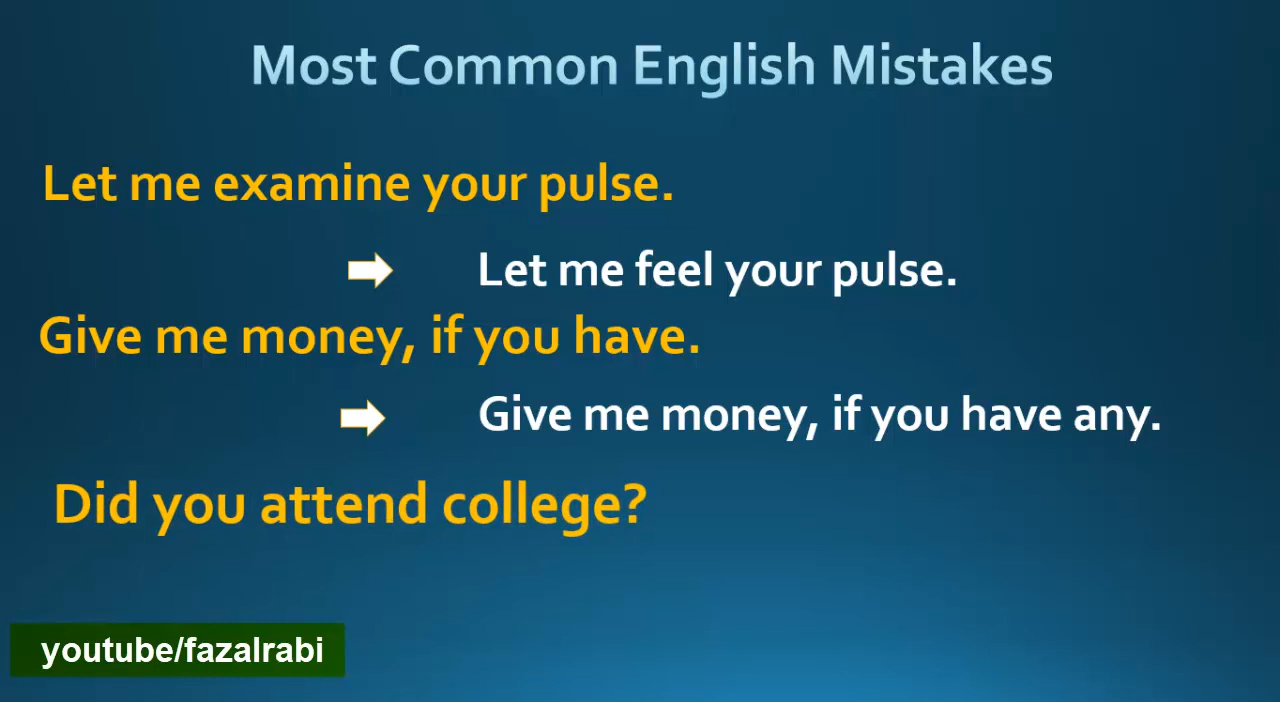 Most Common English Mistakes
Let me examine your pulse.
Let me feel your pulse.
Give me money, if you have.
Give me money, if you have any.
Did you attend college?
youtube/fazalrabi